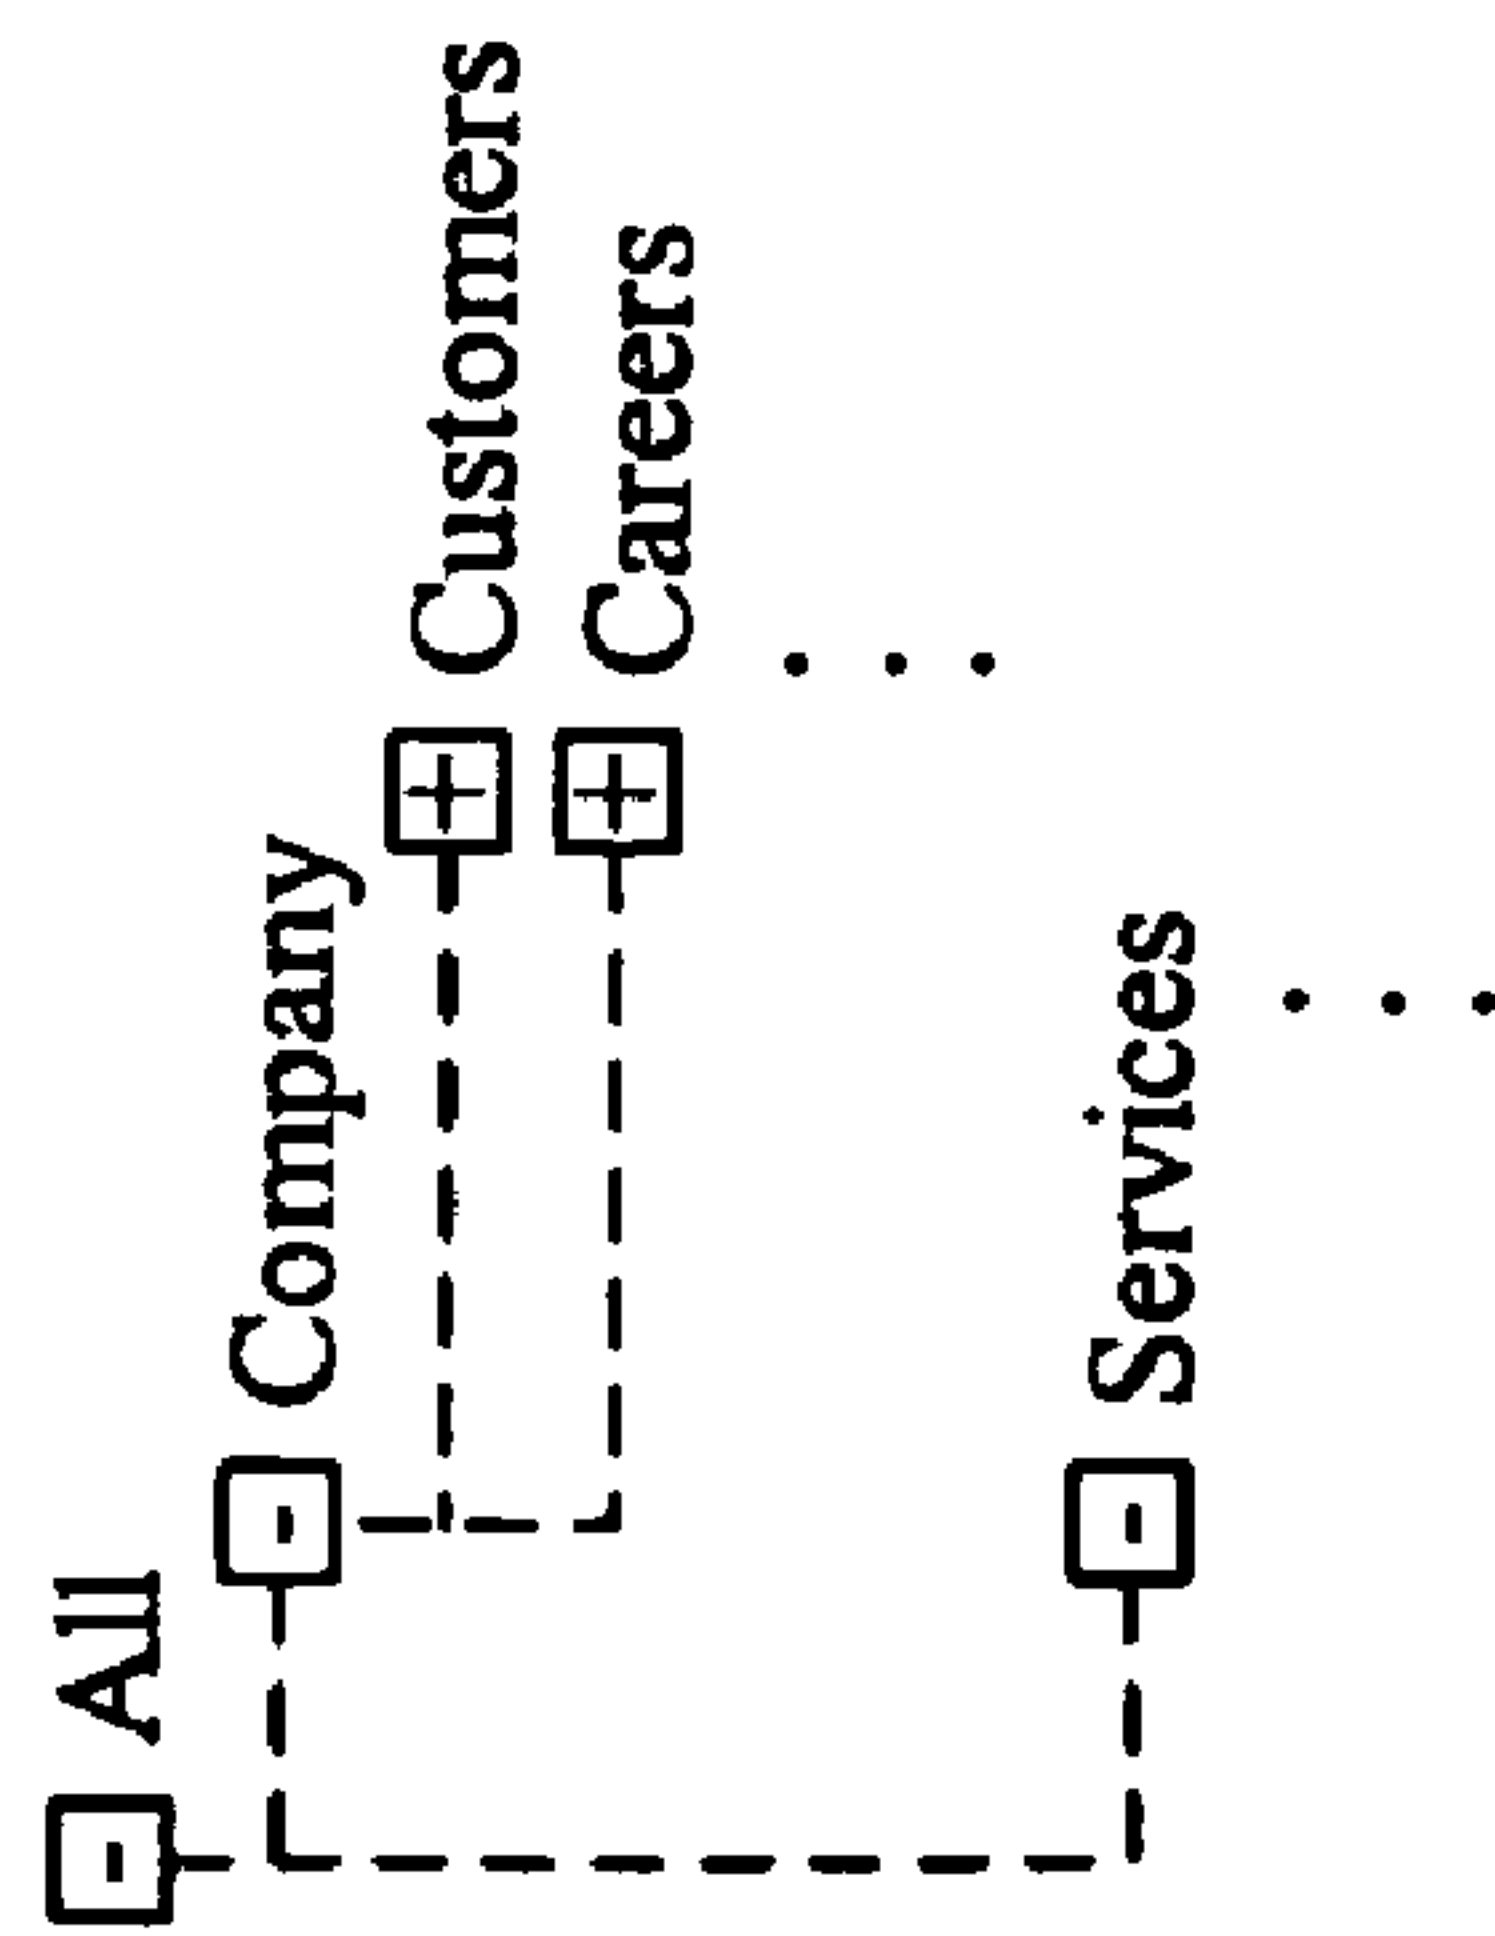 - All
- Company
+ Customers
+ Careers
. . .
- Services
. . .